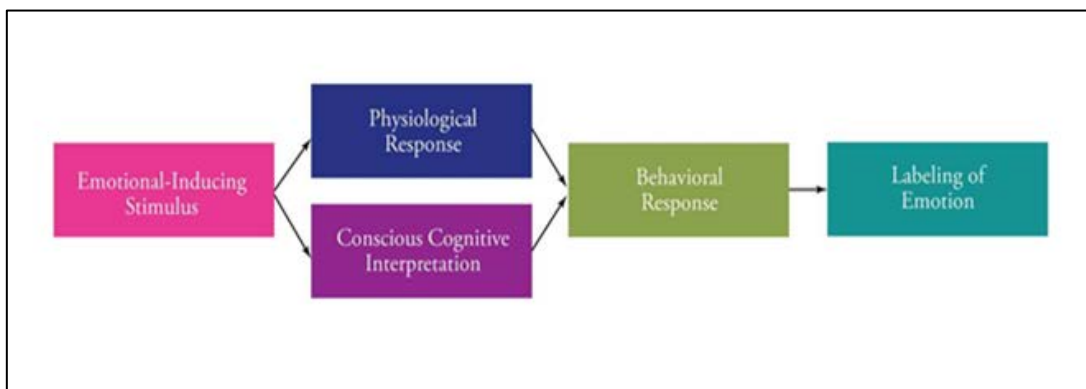 Emotional-Inducing
Stimulus
Physiological
Response
Conscious Cognitive
Interpretation
Behavioral
Response
Labeling of
Emotion